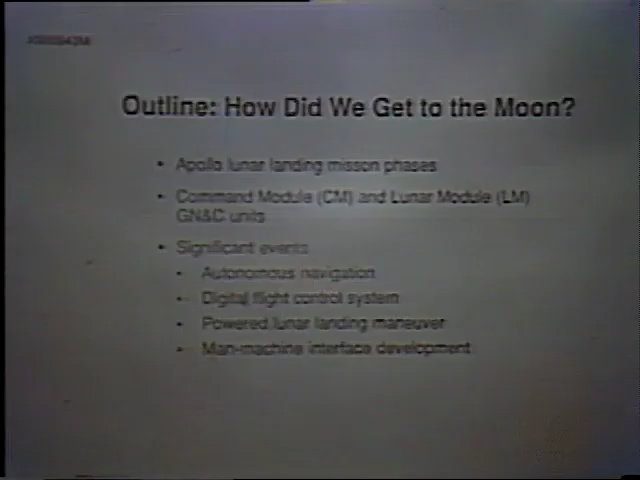 Outline: How Did We Get to the Moon?
• Apollo lunar landing misson phases
• Command Module (CM) and Lunar Module (LM)
GN&C units
• Significant events
• Autonomous navigation
• Digital flight control system
• Powered lunar landing maneuver
• Man-machine interface development